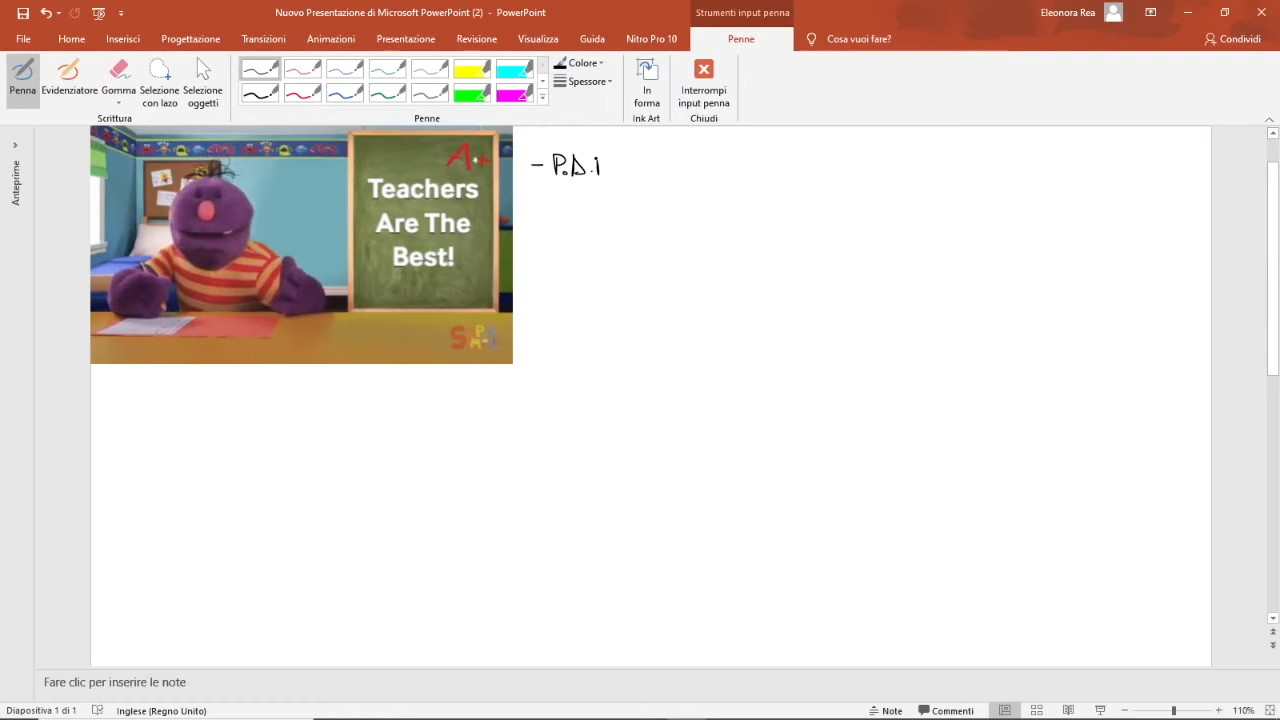 Nuovo Presentazione di Microsoft PowerPoint (2) - PowerPoint
Strumenti input penna
Eleonora Rea
File
Home
Inserisci
Progettazione
Transizioni
Animazioni
Presentazione
Revisione
Visualizza
Guida
Nitro Pro 10
Penne
Cosa vuoi fare?
Condividi
Penna
Evidenziatore
Gomma
Selezione con lazo
Selezione oggetti
Scrittura
Penne
Colore
Spessore
In forma
Ink Art
Interrompi input penna
Chiudi
Anteprime
A++
Teachers
Are The
Best!
- P.D.i
Fare clic per inserire le note
Diapositiva 1 di 1
Inglese (Regno Unito)
Note
Commenti
110%